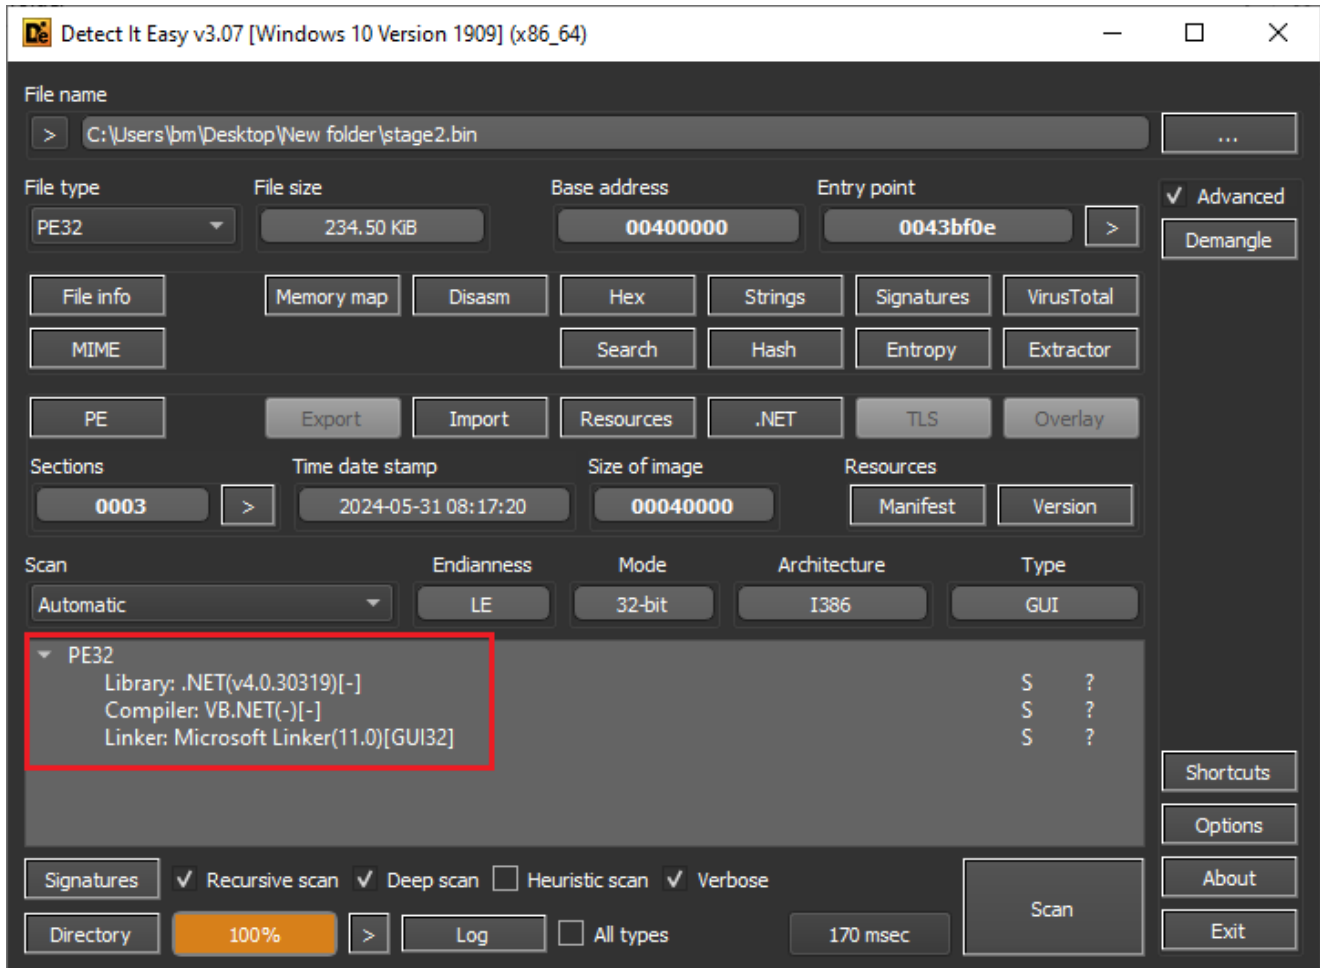 Detect It Easy v3.07 [Windows 10 Version 1909] (x86_64)
File name
> C:\Users\bm\Desktop\New folder\stage2.bin ...
File type File size Base address Entry point Advanced
PE32 234.50 KiB 00400000 0043bf0e > Demangle
File info Memory map Disasm Hex Strings Signatures VirusTotal
MIME Search Hash Entropy Extractor
PE Export Import Resources .NET TLS Overlay
Sections Time date stamp Size of image Resources
0003 > 2024-05-31 08:17:20 00040000 Manifest Version
Scan Endianness Mode Architecture Type
Automatic LE 32-bit I386 GUI
PE32
Library: .NET(v4.0.30319)[-] S ?
Compiler: VB.NET(-)[-] S ?
Linker: Microsoft Linker(11.0)[GUI32] S ?
Shortcuts
Options
Signatures Recursive scan Deep scan Heuristic scan Verbose Scan About
Directory 100% > Log All types 170 msec Exit